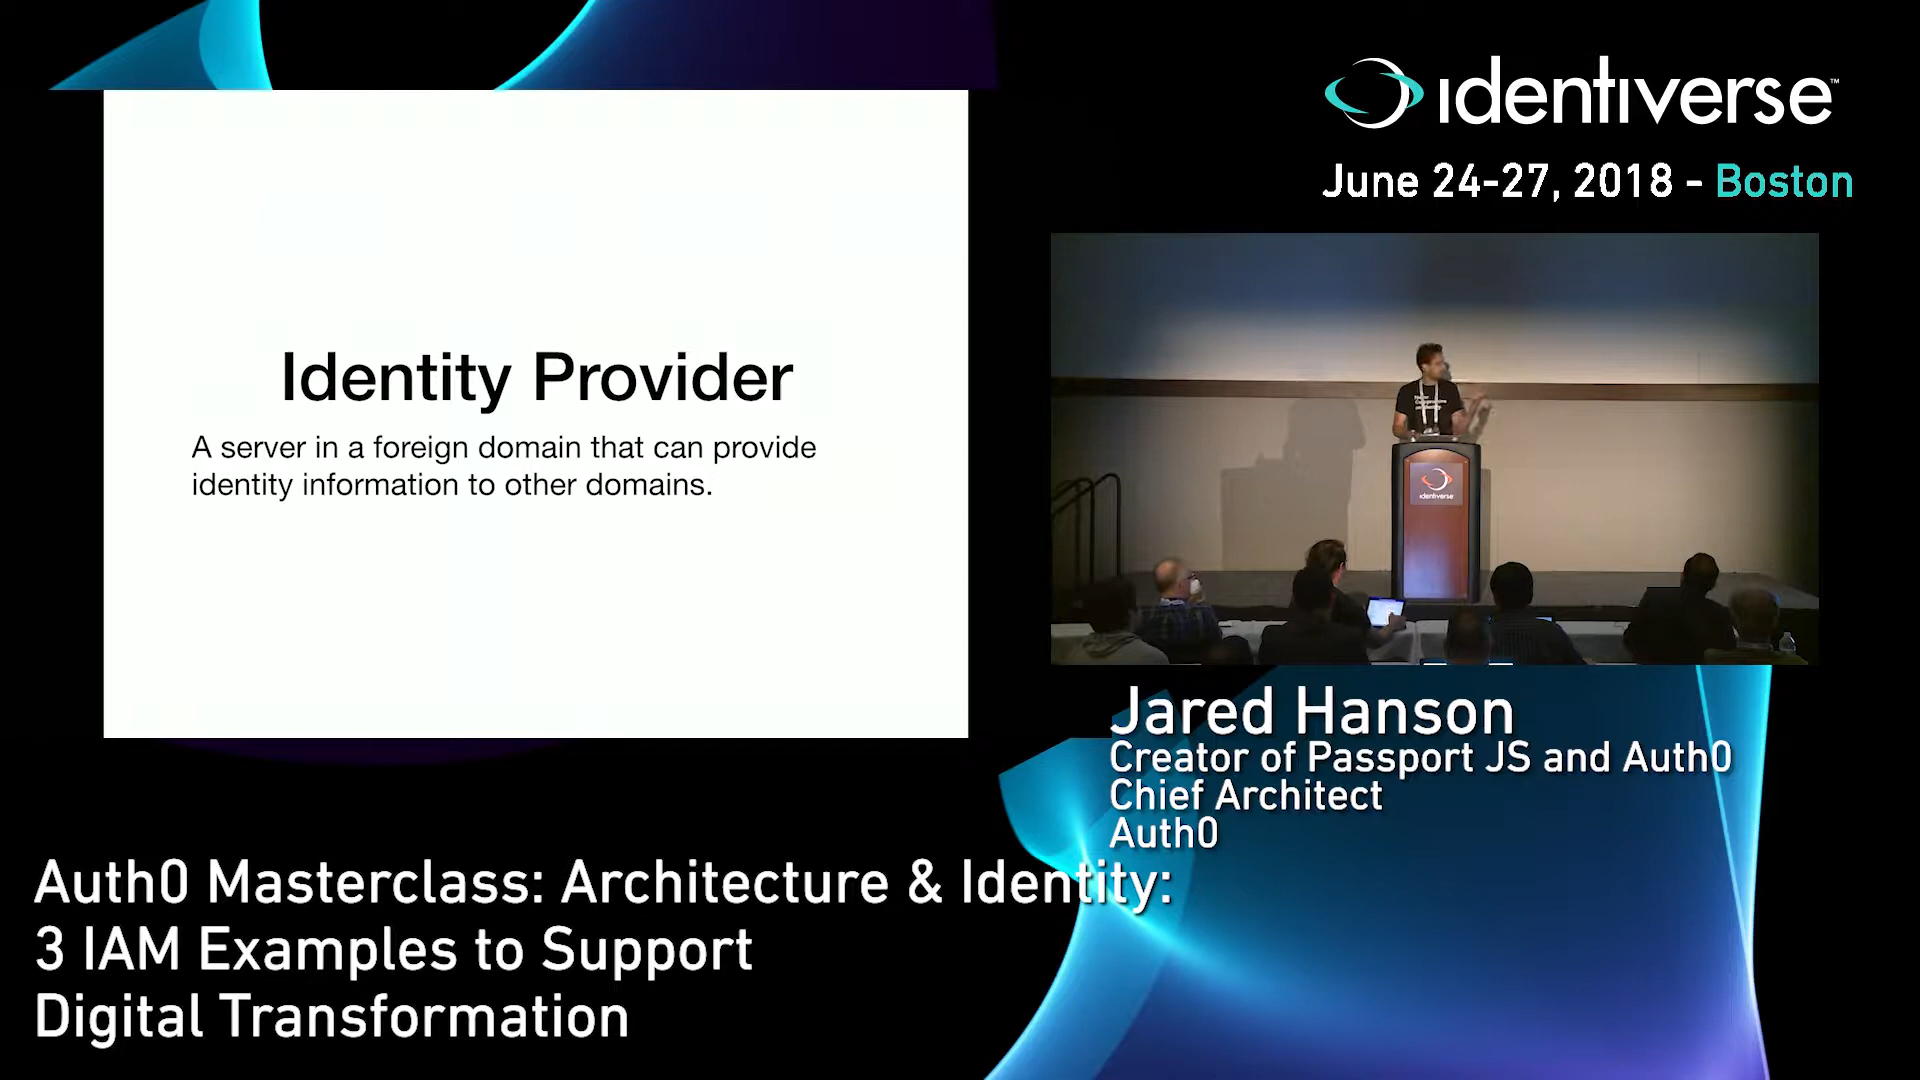 identiverse™
June 24-27, 2018 - Boston
Identity Provider
A server in a foreign domain that can provide
identity information to other domains.
identiverse
Jared Hanson
Creator of Passport JS and Auth0
Chief Architect
Auth0
Auth0 Masterclass: Architecture & Identity:
3 IAM Examples to Support
Digital Transformation